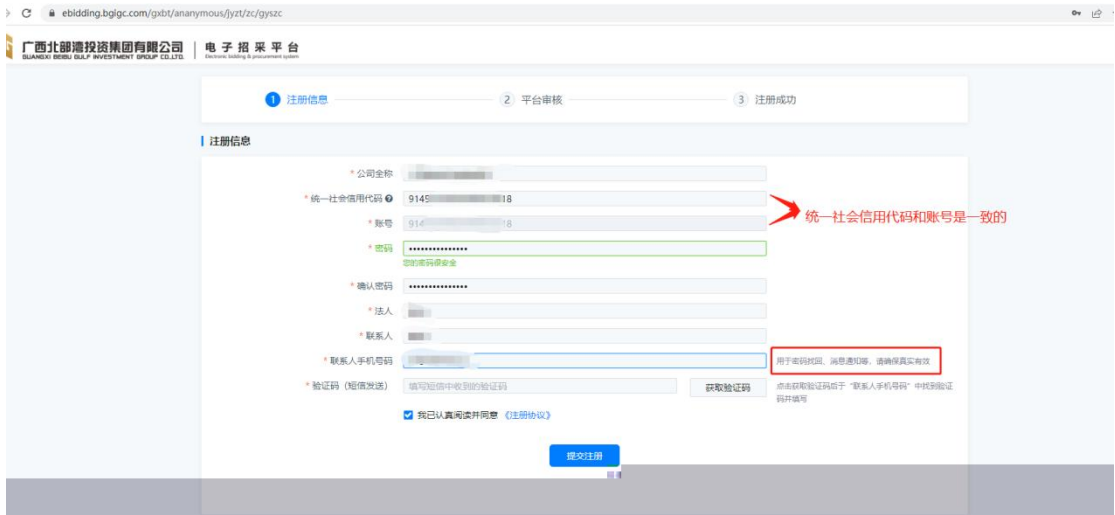 ebidding.bgigc.com/gxbt/ananymous/jyzt/zc/gyszc
广西北部湾投资集团有限公司
GUANGXI BEIBU GULF INVESTMENT GROUP CO.,LTD.
电子招采平台
Electronic bidding & procurement system
1 注册信息
2 平台审核
3 注册成功
注册信息
* 公司全称
* 统一社会信用代码 9145 18
* 账号 914 18
统一社会信用代码和账号是一致的
* 密码 •••••••••••••••
您的密码很安全
* 确认密码 •••••••••••••••
* 法人
* 联系人
* 联系人手机号码
用于密码找回、消息通知等，请确保真实有效
* 验证码（短信发送） 填写短信中收到的验证码 获取验证码
点击获取验证码后于“联系人手机号码”中找到验证
码并填写
我已认真阅读并同意 《注册协议》
提交注册